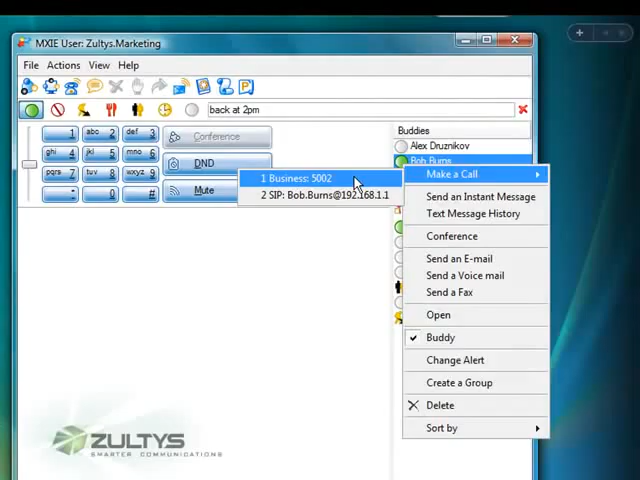 MXIE User: Zultys.Marketing
File Actions View Help
back at 2pm
1 abc 2 def 3
ghi 4 jkl 5 mno 6
pqrs 7 tuv 8 wxyz 9
* 0 #
Conference
DND
Mute
Buddies
Alex Druznikov
Bob Burns
1 Business: 5002
2 SIP: Bob.Burns@192.168.1.1
Make a Call
Send an Instant Message
Text Message History
Conference
Send an E-mail
Send a Voice mail
Send a Fax
Open
Buddy
Change Alert
Create a Group
Delete
Sort by
ZULTYS
SMARTER COMMUNICATIONS